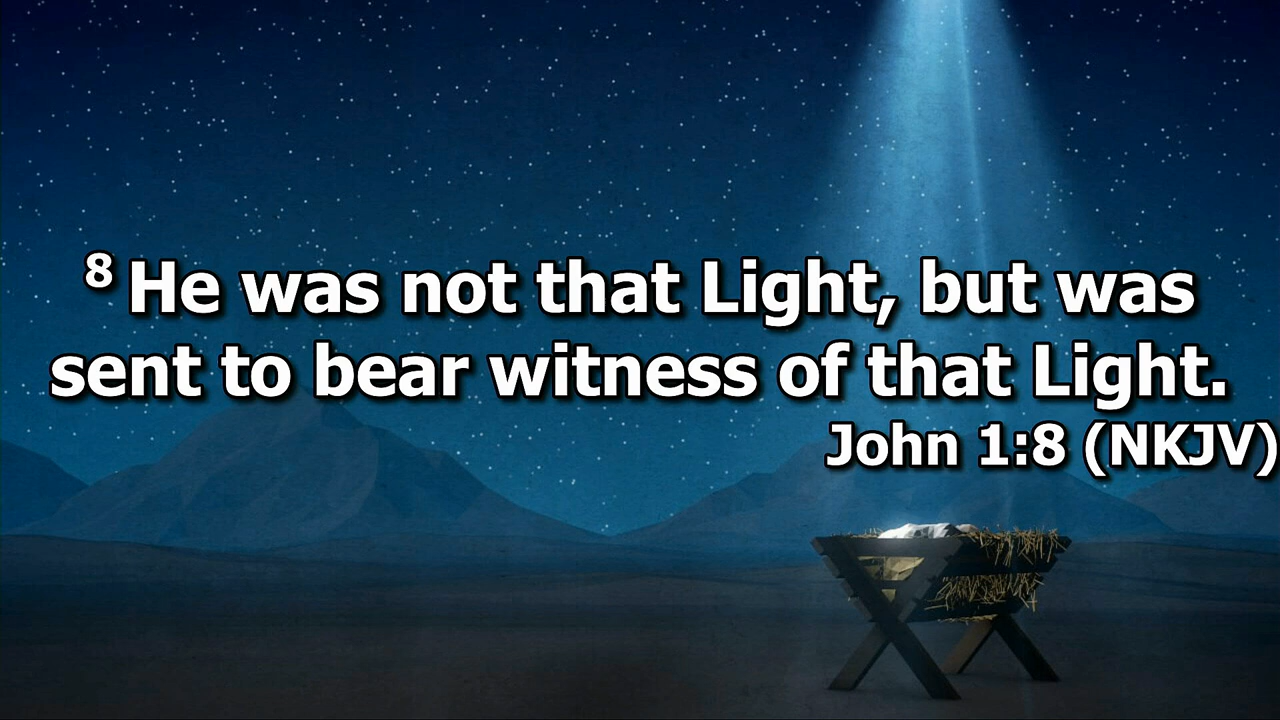 8 He was not that Light, but was
sent to bear witness of that Light.
John 1:8 (NKJV)